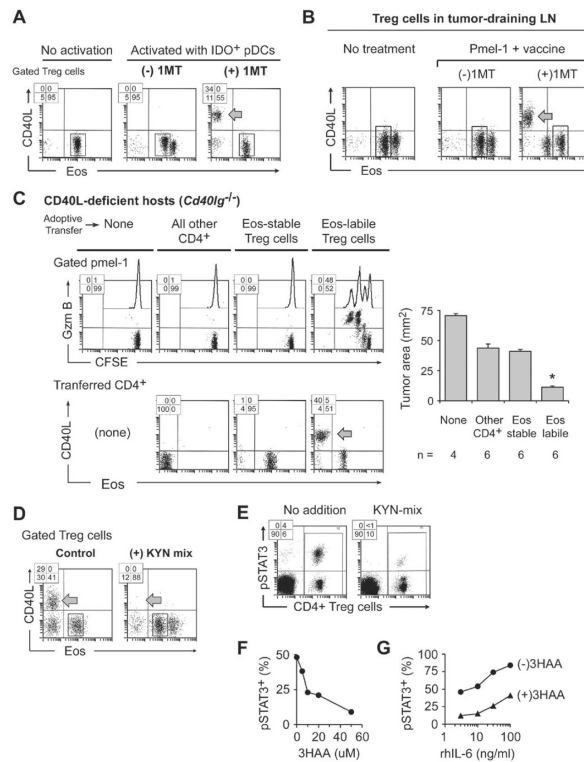 A
No activation
Activated with IDO+ pDCs
Gated Treg cells
(-) 1MT
(+) 1MT
0 0
5 95
0 0
5 95
34 0
11 55
CD40L
Eos
B
Treg cells in tumor-draining LN
No treatment
Pmel-1 + vaccine
(-)1MT
(+)1MT
CD40L
Eos
C
CD40L-deficient hosts (Cd40lg-/-)
Adoptive Transfer → None
All other CD4+
Eos-stable Treg cells
Eos-labile Treg cells
Gated pmel-1
0 1
0 99
0 1
0 99
0 0
0 99
0 48
0 52
Gzm B
CFSE
Tranferred CD4+
(none)
0 0
100 0
1 0
4 95
40 5
4 51
CD40L
Eos
Tumor area (mm2)
75
50
25
0
*
None
Other CD4+
Eos stable
Eos labile
n = 4 6 6 6
D
Gated Treg cells
Control
(+) KYN mix
29 0
30 41
0 0
12 88
CD40L
Eos
E
No addition
KYN-mix
0 4
90 6
0 <1
90 10
pSTAT3
CD4+ Treg cells
F
pSTAT3+ (%)
50
25
0
0 20 40
3HAA (uM)
G
pSTAT3+ (%)
100
75
50
25
0
1 10 100
rhIL-6 (ng/ml)
(-)3HAA
(+)3HAA